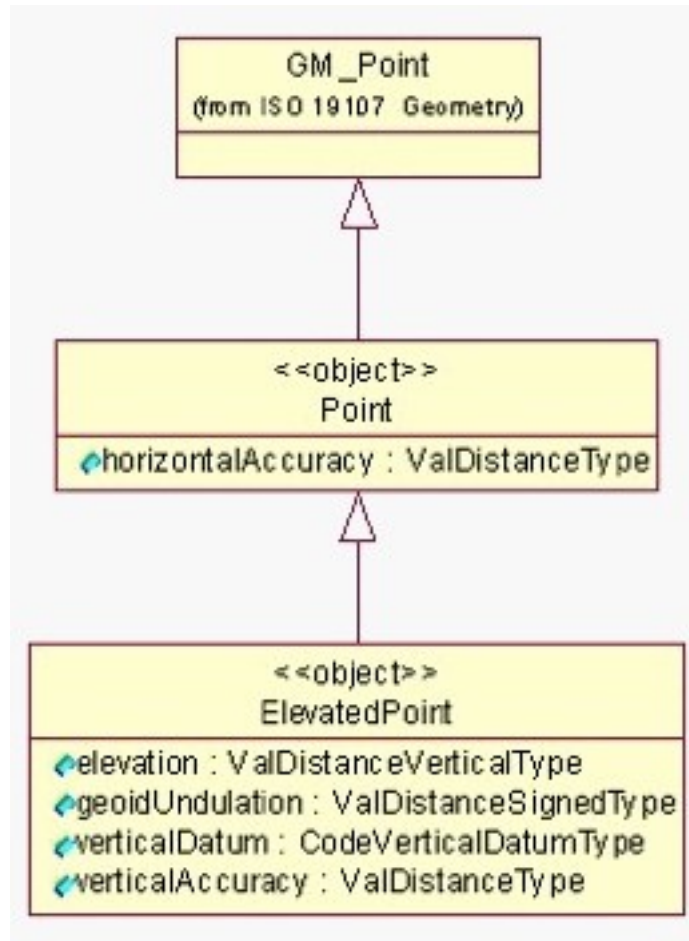 GM_Point
(from ISO 19107 Geometry)
<<object>>
Point
horizontalAccuracy : ValDistanceType
<<object>>
ElevatedPoint
elevation : ValDistanceVerticalType
geoidUndulation : ValDistanceSignedType
verticalDatum : CodeVerticalDatumType
verticalAccuracy : ValDistanceType